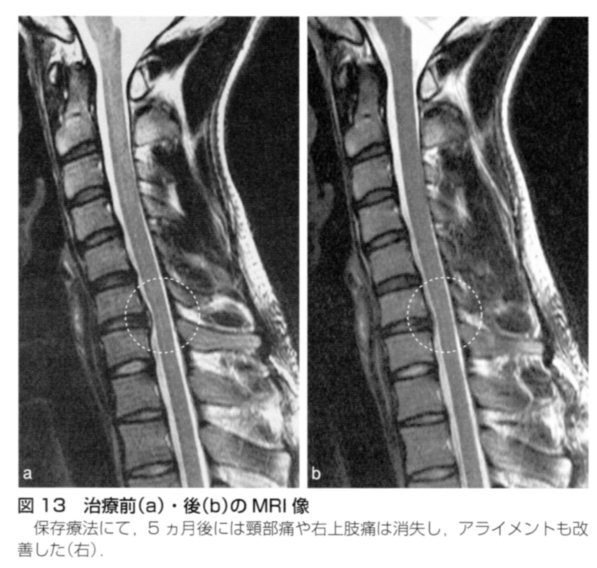 a
b
図 13 治療前(a)・後(b)の MRI 像
保存療法にて，5 ヵ月後には頸部痛や右上肢痛は消失し，アライメントも改
善した(右)．